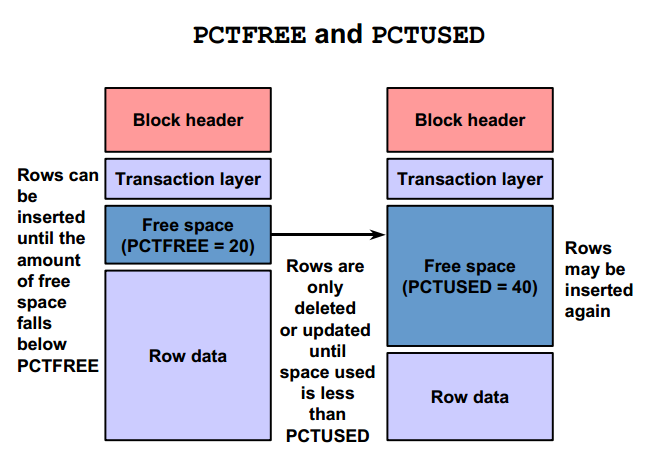 PCTFREE and PCTUSED
Block header
Transaction layer
Free space
(PCTFREE = 20)
Row data
Rows can
be
inserted
until the
amount
of free
space
falls
below
PCTFREE
Rows are
only
deleted
or updated
until
space used
is less
than
PCTUSED
Block header
Transaction layer
Free space
(PCTUSED = 40)
Row data
Rows
may be
inserted
again